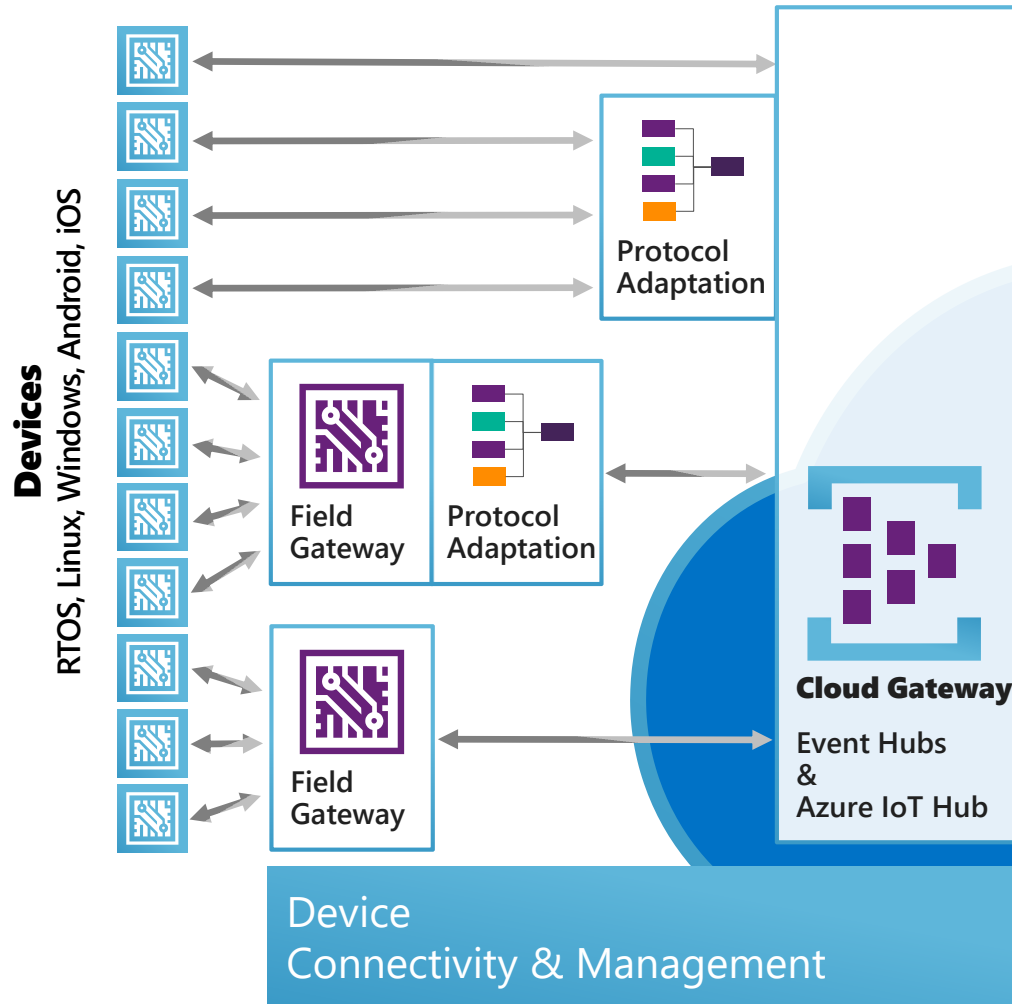 Devices
RTOS, Linux, Windows, Android, iOS
Protocol
Adaptation
Field
Gateway
Protocol
Adaptation
Field
Gateway
Cloud Gateway
Event Hubs
&
Azure IoT Hub
Device
Connectivity & Management